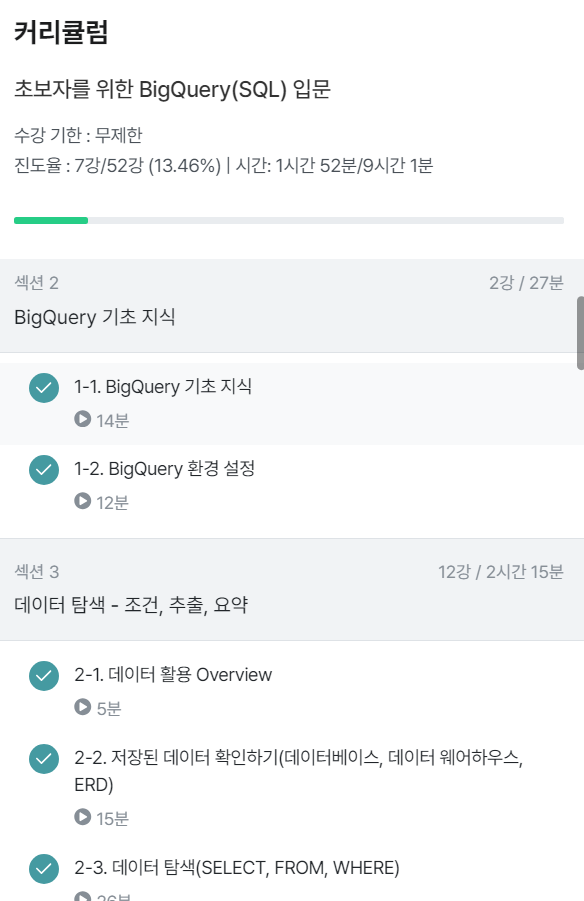 커리큘럼
초보자를 위한 BigQuery(SQL) 입문
수강 기한 : 무제한
진도율 : 7강/52강 (13.46%) | 시간: 1시간 52분/9시간 1분
섹션 2
2강 / 27분
BigQuery 기초 지식
1-1. BigQuery 기초 지식
14분
1-2. BigQuery 환경 설정
12분
섹션 3
12강 / 2시간 15분
데이터 탐색 - 조건, 추출, 요약
2-1. 데이터 활용 Overview
5분
2-2. 저장된 데이터 확인하기(데이터베이스, 데이터 웨어하우스,
ERD)
15분
2-3. 데이터 탐색(SELECT, FROM, WHERE)
26분